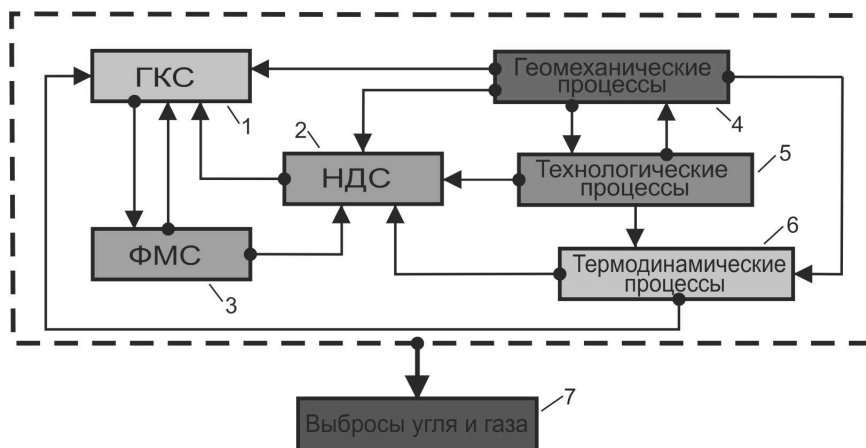 ГКС
1
Геомеханические
процессы
4
2
НДС
Технологические
процессы
5
ФМС
3
Термодинамические
процессы
6
Выбросы угля и газа
7